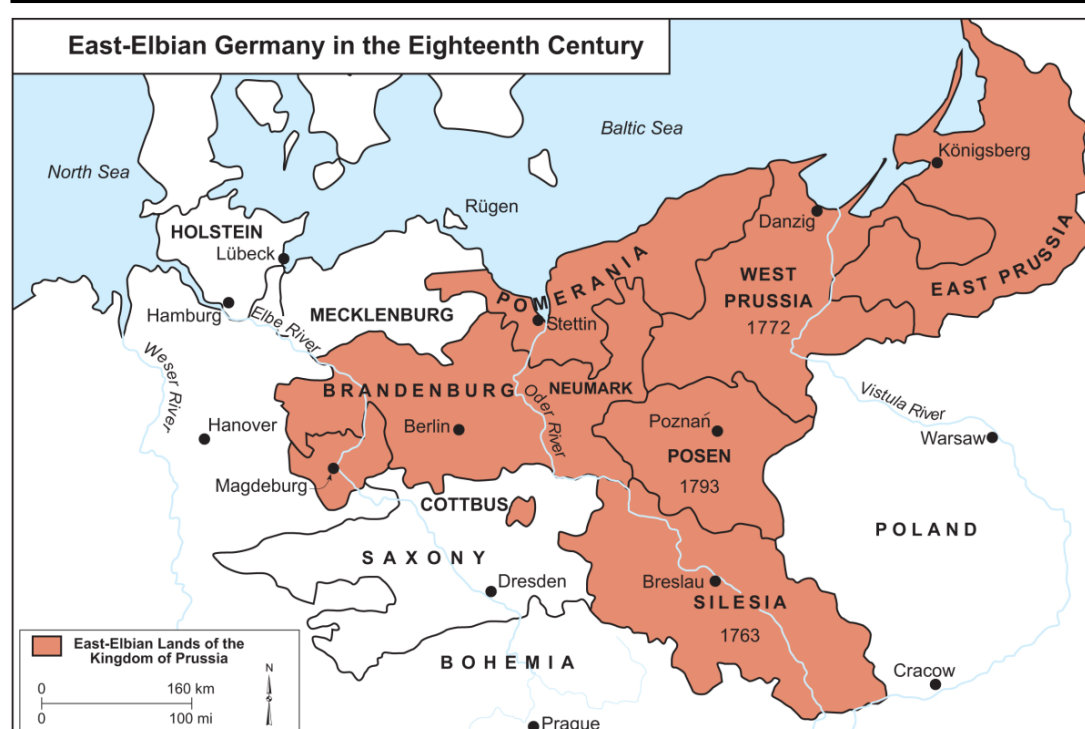 East-Elbian Germany in the Eighteenth Century
Baltic Sea
North Sea
Königsberg
Rügen
Danzig
HOLSTEIN
Lübeck
POMERANIA
WEST
PRUSSIA
1772
EAST PRUSSIA
Hamburg
Elbe River
MECKLENBURG
Stettin
Weser River
BRANDENBURG
NEUMARK
Oder River
Vistula River
Hanover
Berlin
Poznań
Warsaw
POSEN
1793
Magdeburg
COTTBUS
POLAND
SAXONY
Dresden
Breslau
SILESIA
1763
East-Elbian Lands of the
Kingdom of Prussia
BOHEMIA
Cracow
N
0 160 km
0 100 mi
Prague